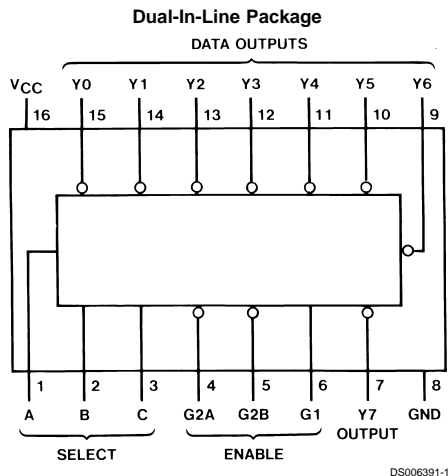 Dual-In-Line Package
DATA OUTPUTS
VCC Y0 Y1 Y2 Y3 Y4 Y5 Y6
16 15 14 13 12 11 10 9
1 2 3 4 5 6 7 8
A B C G2A G2B G1 Y7 GND
OUTPUT
SELECT ENABLE
DS006391-1